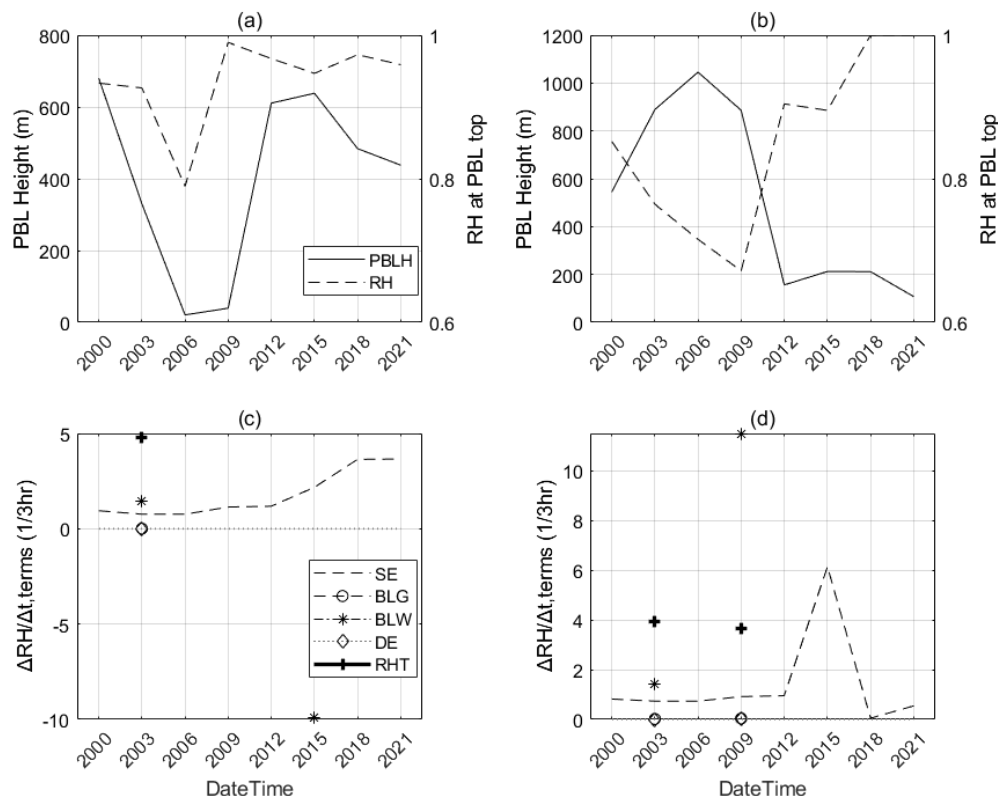 (a)
800
600
400
200
0
PBL Height (m)
1
0.8
0.6
RH at PBL top
PBLH
RH
2000 2003 2006 2009 2012 2015 2018 2021
(b)
1200
1000
800
600
400
200
0
PBL Height (m)
1
0.8
0.6
RH at PBL top
2000 2003 2006 2009 2012 2015 2018 2021
(c)
5
0
-5
-10
ΔRH/Δt,terms (1/3hr)
SE
BLG
BLW
DE
RHT
2000 2003 2006 2009 2012 2015 2018 2021
DateTime
(d)
10
8
6
4
2
0
ΔRH/Δt,terms (1/3hr)
2000 2003 2006 2009 2012 2015 2018 2021
DateTime